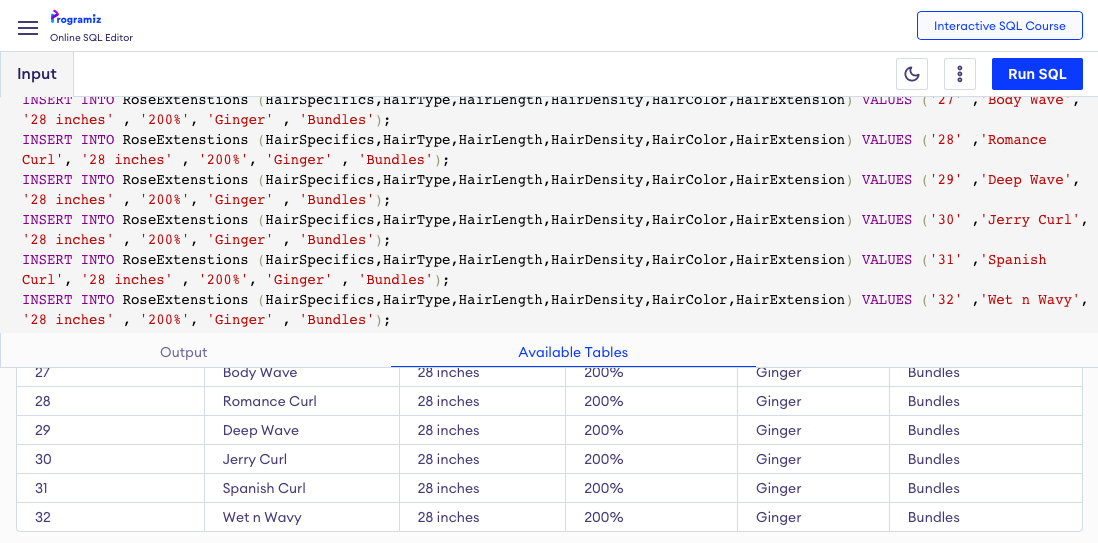 Programiz
Online SQL Editor
Interactive SQL Course
Input
Run SQL
INSERT INTO RoseExtenstions (HairSpecifics,HairType,HairLength,HairDensity,HairColor,HairExtension) VALUES ('27' ,'Body Wave',
'28 inches' , '200%', 'Ginger' , 'Bundles');
INSERT INTO RoseExtenstions (HairSpecifics,HairType,HairLength,HairDensity,HairColor,HairExtension) VALUES ('28' ,'Romance
Curl', '28 inches' , '200%', 'Ginger' , 'Bundles');
INSERT INTO RoseExtenstions (HairSpecifics,HairType,HairLength,HairDensity,HairColor,HairExtension) VALUES ('29' ,'Deep Wave',
'28 inches' , '200%', 'Ginger' , 'Bundles');
INSERT INTO RoseExtenstions (HairSpecifics,HairType,HairLength,HairDensity,HairColor,HairExtension) VALUES ('30' ,'Jerry Curl',
'28 inches' , '200%', 'Ginger' , 'Bundles');
INSERT INTO RoseExtenstions (HairSpecifics,HairType,HairLength,HairDensity,HairColor,HairExtension) VALUES ('31' ,'Spanish
Curl', '28 inches' , '200%', 'Ginger' , 'Bundles');
INSERT INTO RoseExtenstions (HairSpecifics,HairType,HairLength,HairDensity,HairColor,HairExtension) VALUES ('32' ,'Wet n Wavy',
'28 inches' , '200%', 'Ginger' , 'Bundles');
Output Available Tables
27 Body Wave 28 inches 200% Ginger Bundles
28 Romance Curl 28 inches 200% Ginger Bundles
29 Deep Wave 28 inches 200% Ginger Bundles
30 Jerry Curl 28 inches 200% Ginger Bundles
31 Spanish Curl 28 inches 200% Ginger Bundles
32 Wet n Wavy 28 inches 200% Ginger Bundles